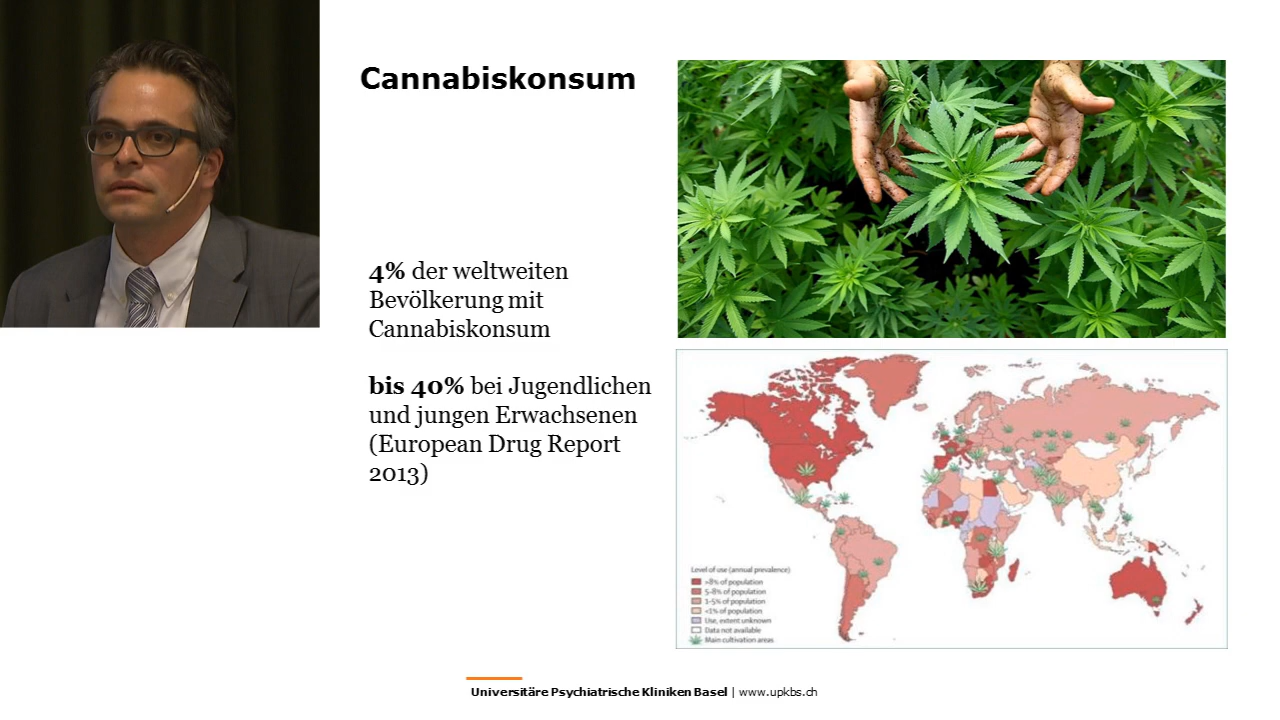 Cannabiskonsum
4% der weltweiten
Bevölkerung mit
Cannabiskonsum
bis 40% bei Jugendlichen
und jungen Erwachsenen
(European Drug Report
2013)
Level of use (annual prevalence)
>8% of population
5-8% of population
1-5% of population
<1% of population
Use, extent unknown
Data not available
Main cultivation areas
Universitäre Psychiatrische Kliniken Basel | www.upkbs.ch